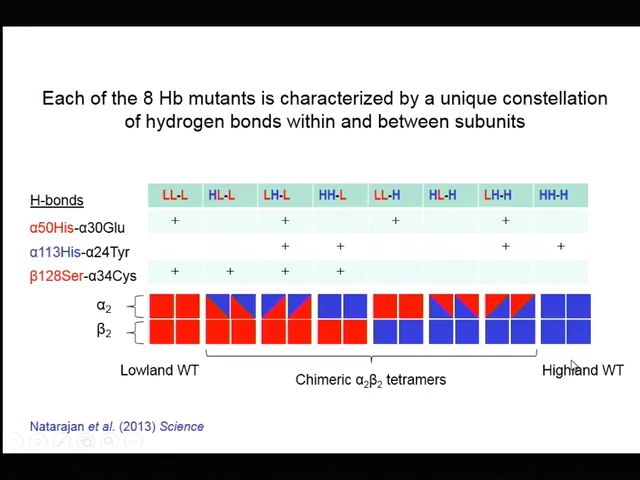 Each of the 8 Hb mutants is characterized by a unique constellation
of hydrogen bonds within and between subunits
H-bonds LL-L HL-L LH-L HH-L LL-H HL-H LH-H HH-H
α50His-α30Glu + + + +
α113His-α24Tyr + + + +
β128Ser-α34Cys + + + +
α₂
β₂
Lowland WT Chimeric α₂β₂ tetramers Highland WT
Natarajan et al. (2013) Science